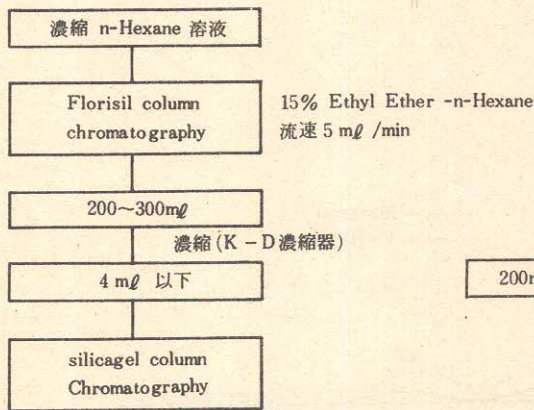 濃縮 n-Hexane 溶液
Florisil column
chromatography
15% Ethyl Ether -n-Hexane
流速 5 mℓ /min
200~300mℓ
濃縮 (K-D濃縮器)
4 mℓ 以下
200m
silicagel column
Chromatography